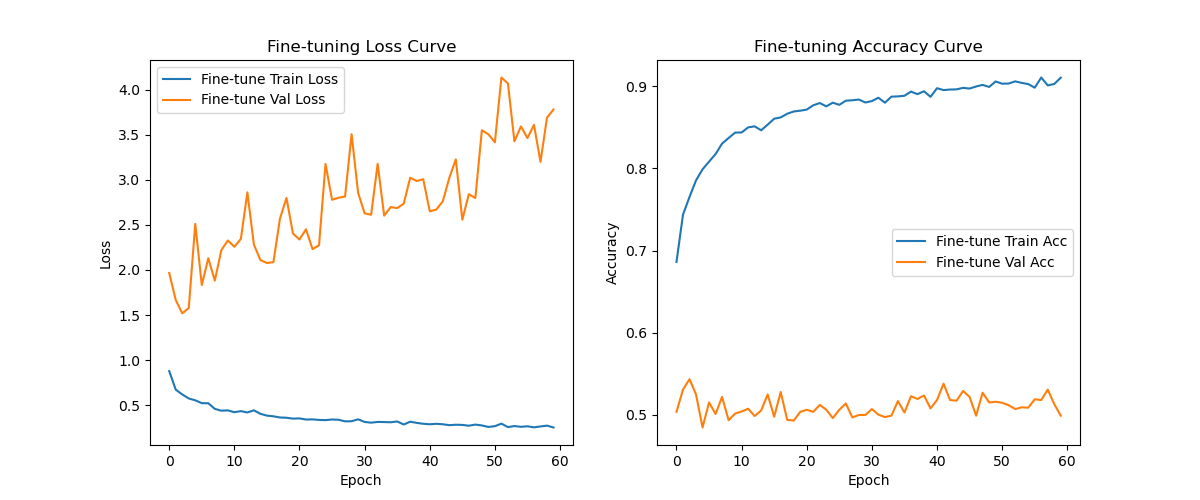 Fine-tuning Loss Curve
Fine-tune Train Loss
Fine-tune Val Loss
4.0
3.5
3.0
2.5
2.0
1.5
1.0
0.5
Loss
0 10 20 30 40 50 60
Epoch
Fine-tuning Accuracy Curve
0.9
0.8
0.7
0.6
0.5
Accuracy
Fine-tune Train Acc
Fine-tune Val Acc
0 10 20 30 40 50 60
Epoch